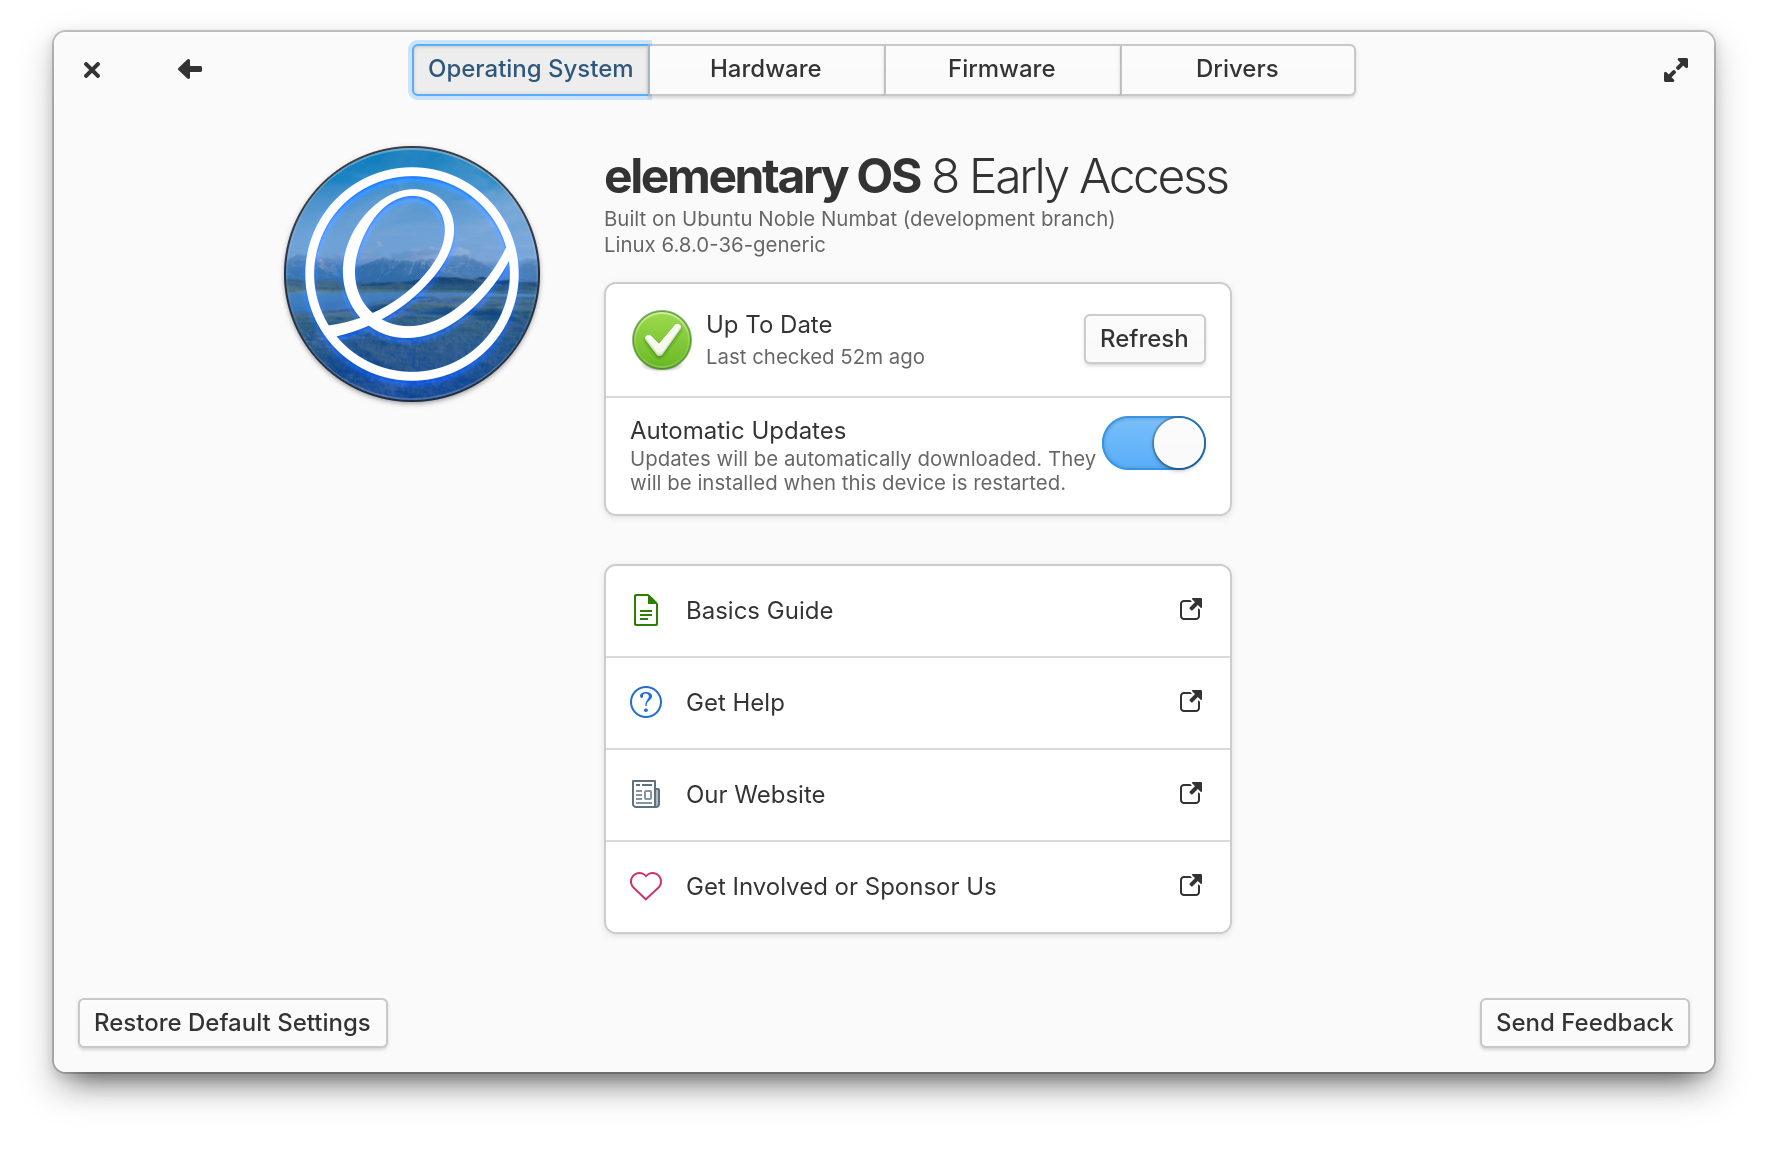 Operating System
Hardware
Firmware
Drivers
elementary OS 8 Early Access
Built on Ubuntu Noble Numbat (development branch)
Linux 6.8.0-36-generic
Up To Date
Last checked 52m ago
Refresh
Automatic Updates
Updates will be automatically downloaded. They
will be installed when this device is restarted.
Basics Guide
Get Help
Our Website
Get Involved or Sponsor Us
Restore Default Settings
Send Feedback